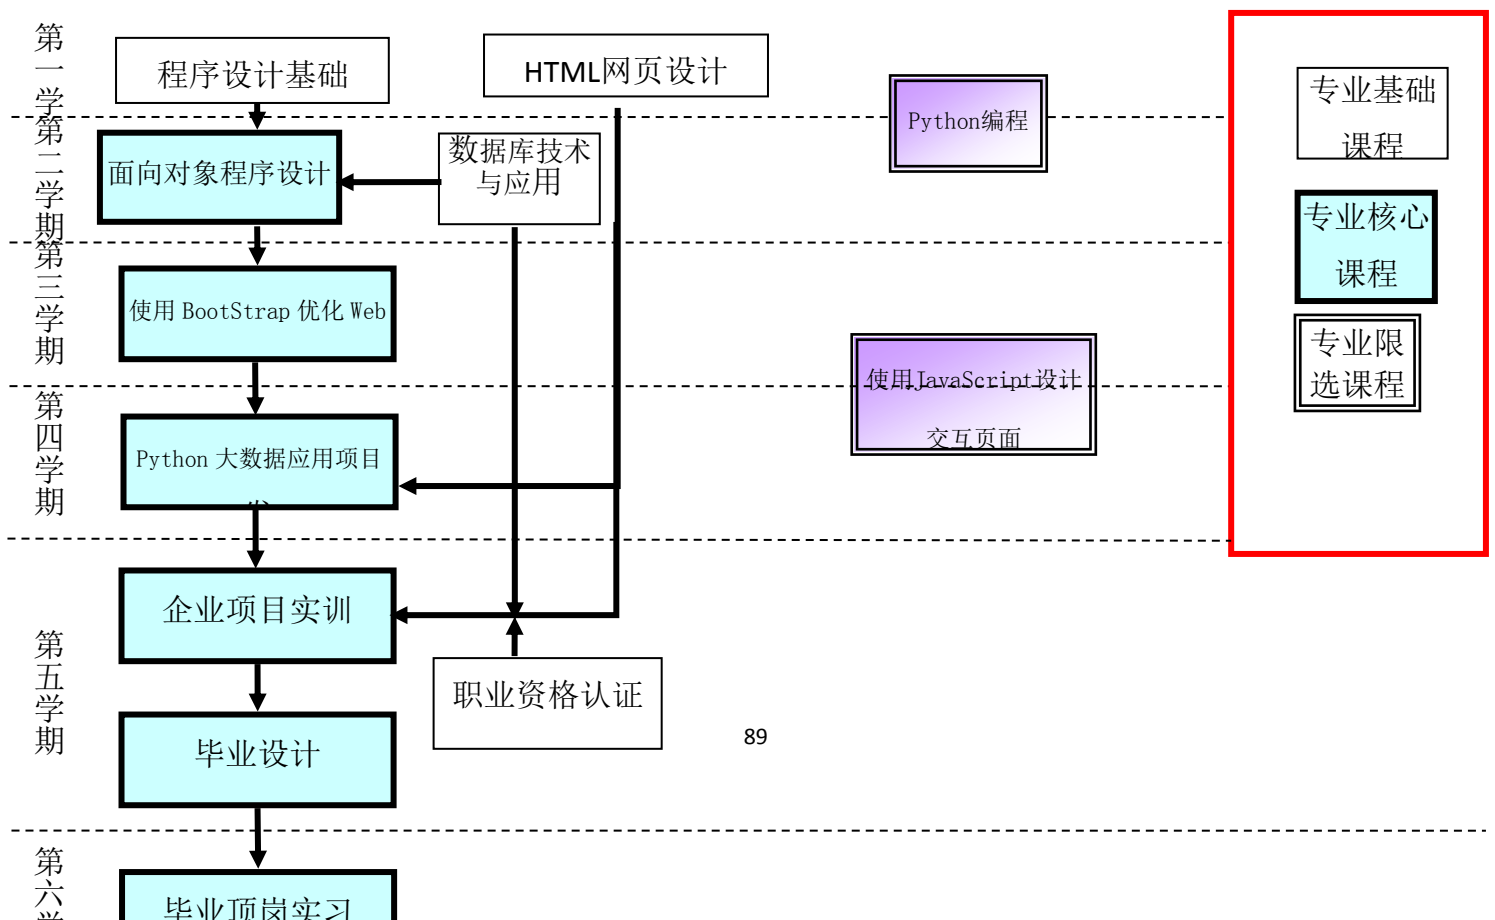 第一学
程序设计基础
HTML网页设计
Python编程
专业基础
课程
第二学期
面向对象程序设计
数据库技术
与应用
专业核心
课程
第三学期
使用 BootStrap 优化 Web
使用JavaScript设计
交互页面
专业限
选课程
第四学期
Python 大数据应用项目
企业项目实训
第五学期
职业资格认证
毕业设计
89
第六
毕业顶岗实习